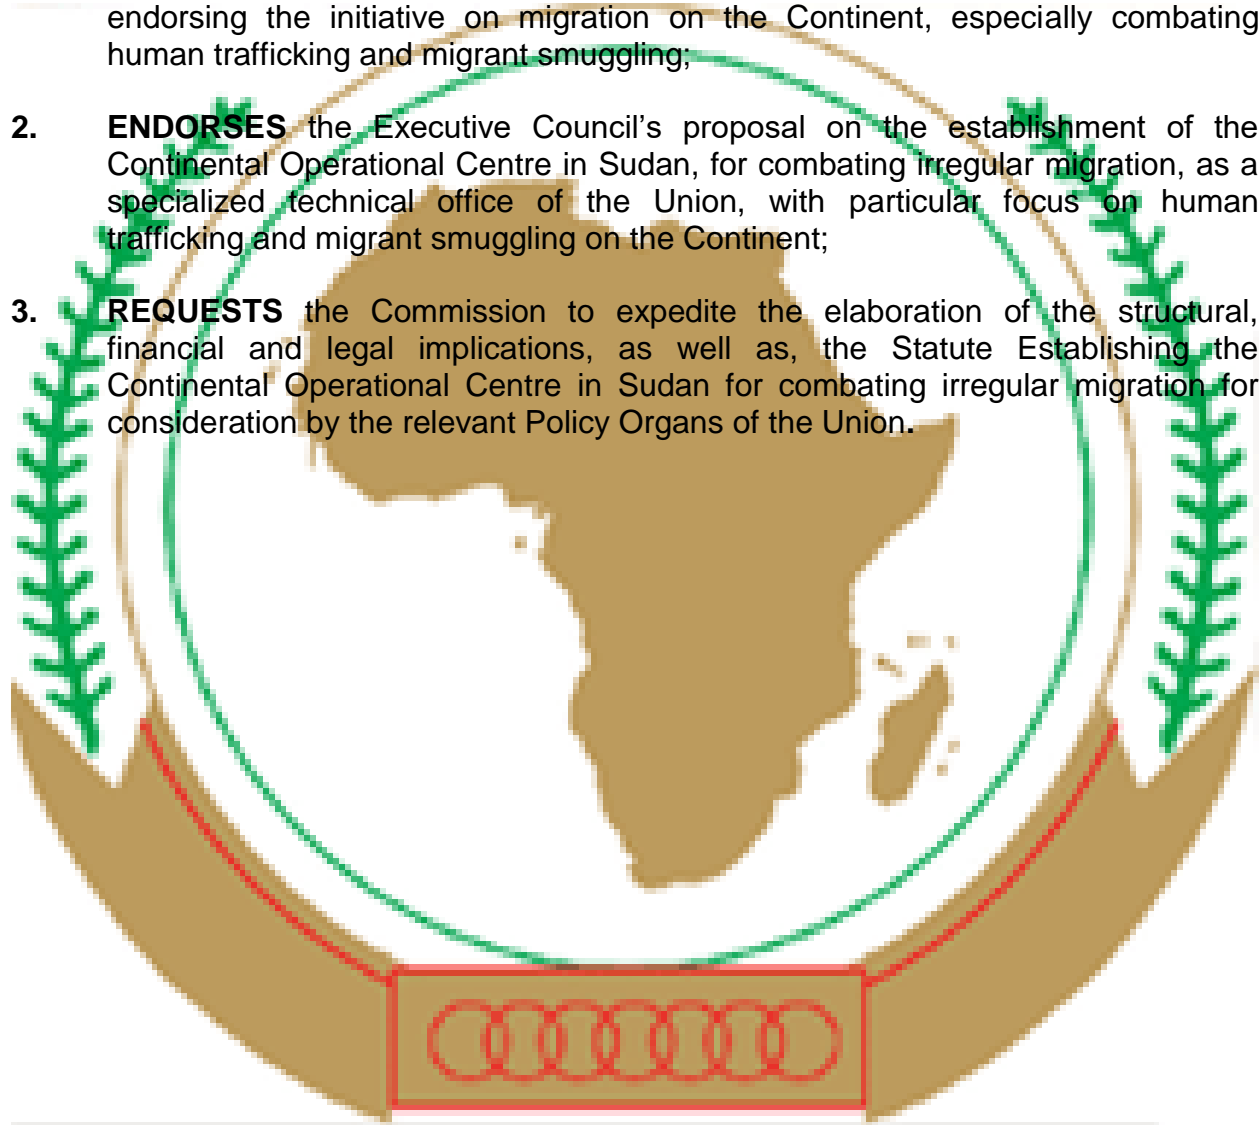 endorsing the initiative on migration on the Continent, especially combating
human trafficking and migrant smuggling;
2. ENDORSES the Executive Council’s proposal on the establishment of the
Continental Operational Centre in Sudan, for combating irregular migration, as a
specialized technical office of the Union, with particular focus on human
trafficking and migrant smuggling on the Continent;
3. REQUESTS the Commission to expedite the elaboration of the structural,
financial and legal implications, as well as, the Statute Establishing the
Continental Operational Centre in Sudan for combating irregular migration for
consideration by the relevant Policy Organs of the Union.